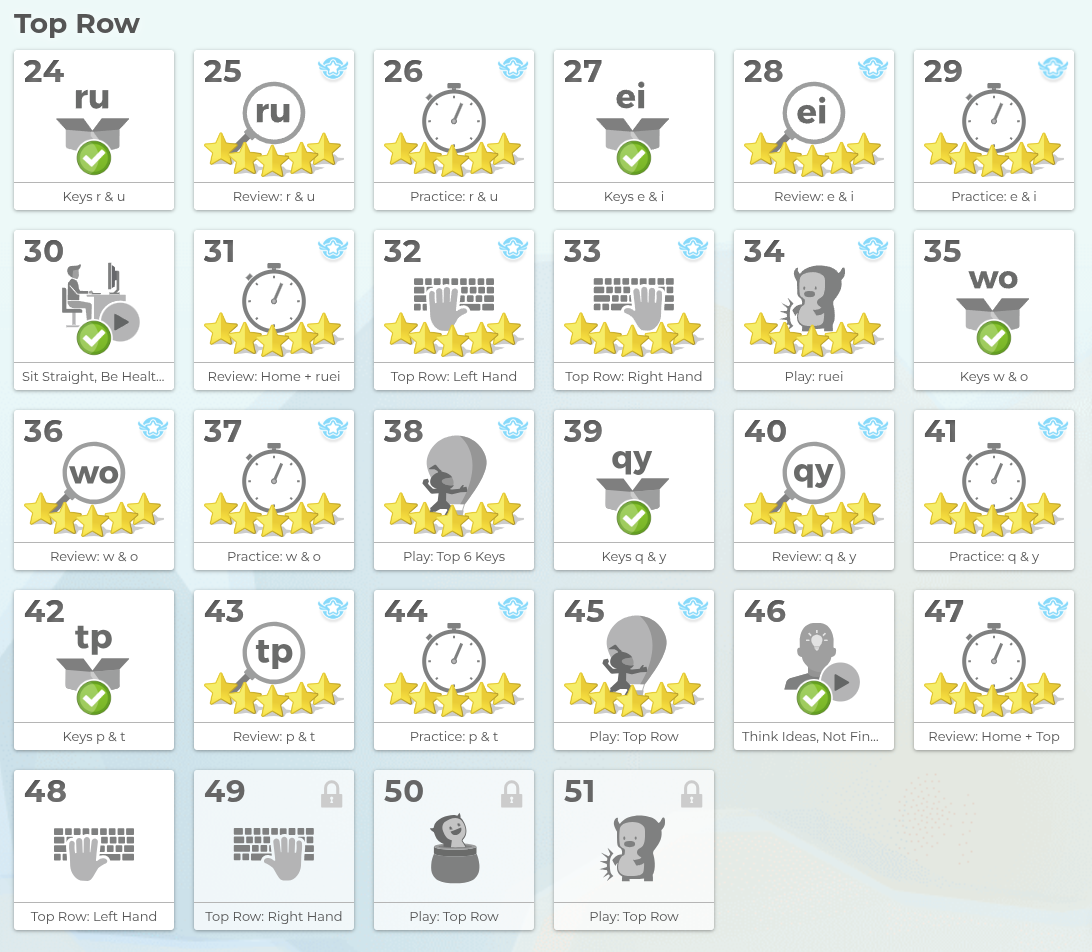 Top Row
24 25 26 27 28 29
ru ru ei ei
Keys r & u Review: r & u Practice: r & u Keys e & i Review: e & i Practice: e & i
30 31 32 33 34 35
wo
Sit Straight, Be Healt... Review: Home + ruei Top Row: Left Hand Top Row: Right Hand Play: ruei Keys w & o
36 37 38 39 40 41
wo qy qy
Review: w & o Practice: w & o Play: Top 6 Keys Keys q & y Review: q & y Practice: q & y
42 43 44 45 46 47
tp tp
Keys p & t Review: p & t Practice: p & t Play: Top Row Think Ideas, Not Fin... Review: Home + Top
48 49 50 51
Top Row: Left Hand Top Row: Right Hand Play: Top Row Play: Top Row